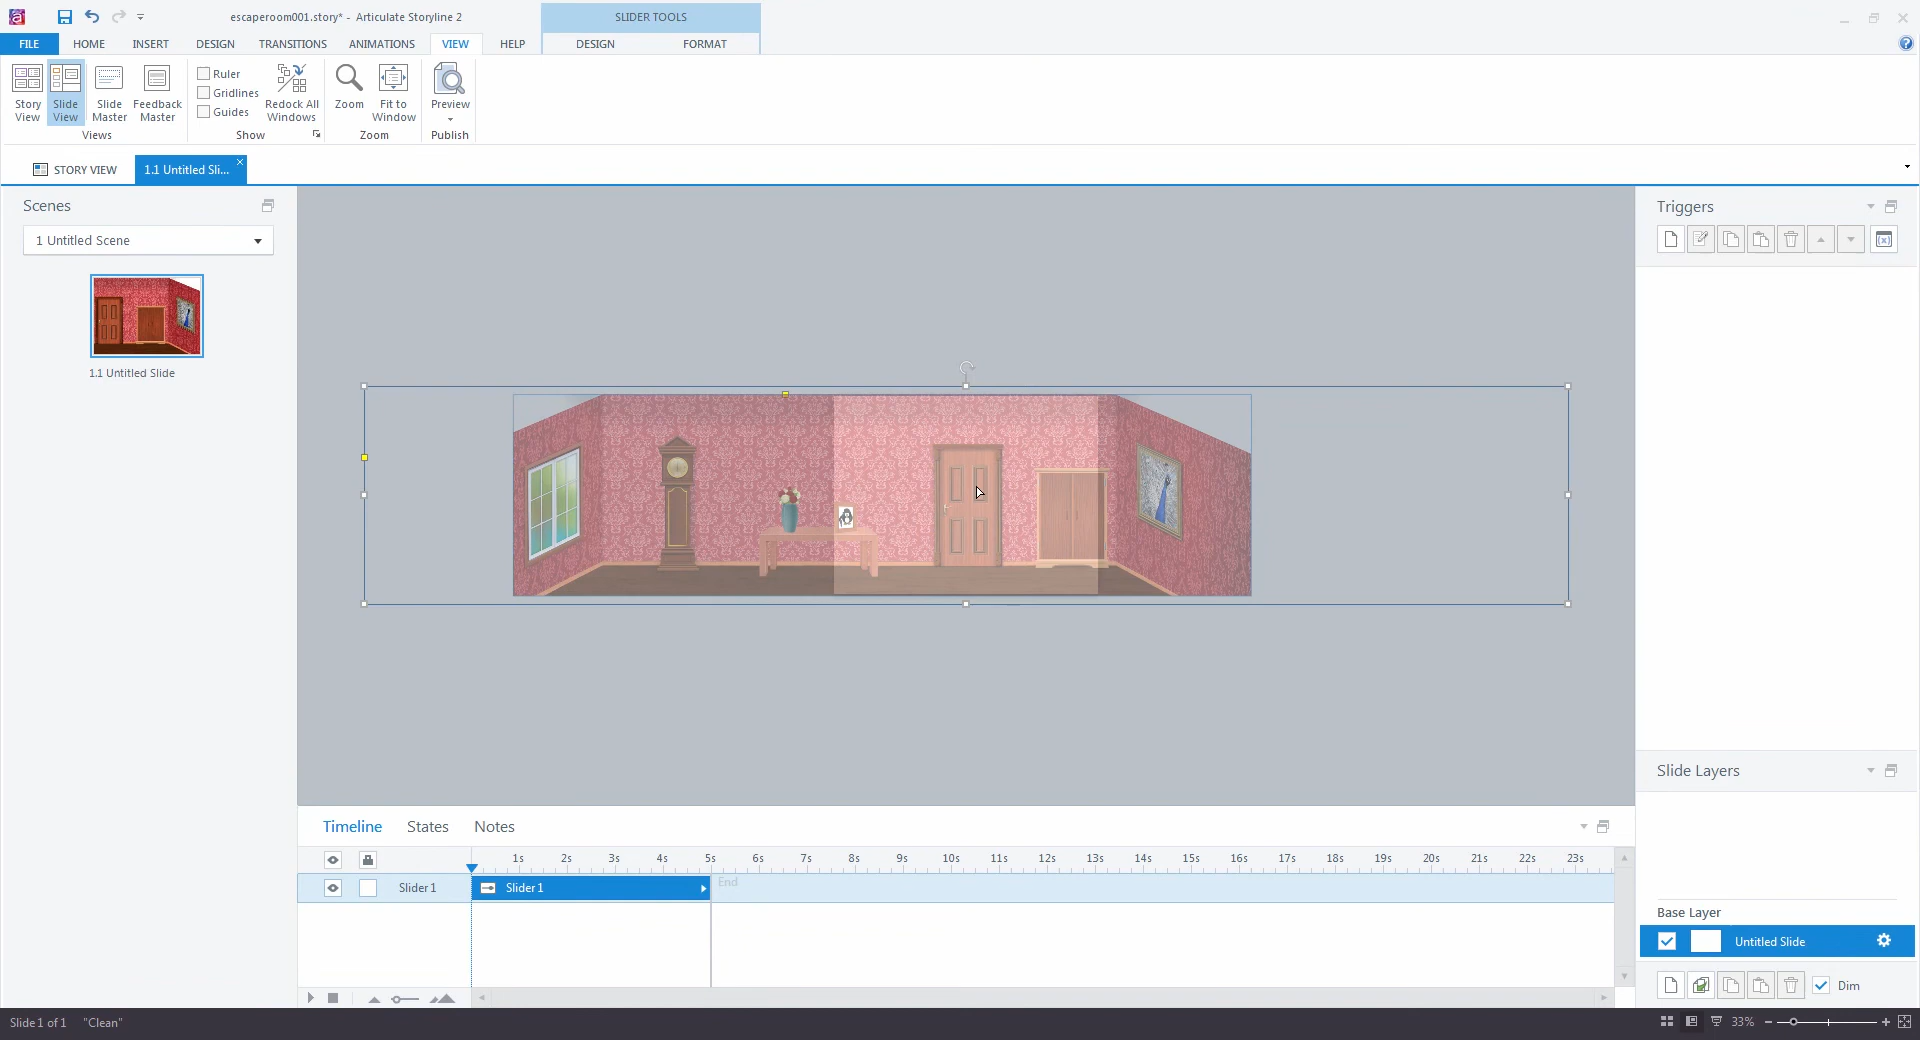 escaperoom001.story* - Articulate Storyline 2
SLIDER TOOLS
FILE HOME INSERT DESIGN TRANSITIONS ANIMATIONS VIEW HELP DESIGN FORMAT
Story View
Slide View
Slide Master
Feedback Master
Views
Ruler
Gridlines
Guides
Redock All Windows
Show
Zoom
Fit to Window
Zoom
Preview
Publish
STORY VIEW
1.1 Untitled Sli...
Scenes
1 Untitled Scene
1.1 Untitled Slide
Triggers
Slide Layers
Base Layer
Untitled Slide
Dim
Timeline States Notes
1s 2s 3s 4s 5s 6s 7s 8s 9s 10s 11s 12s 13s 14s 15s 16s 17s 18s 19s 20s 21s 22s 23s
Slider 1
Slider 1
End
Slide 1 of 1 "Clean"
33%